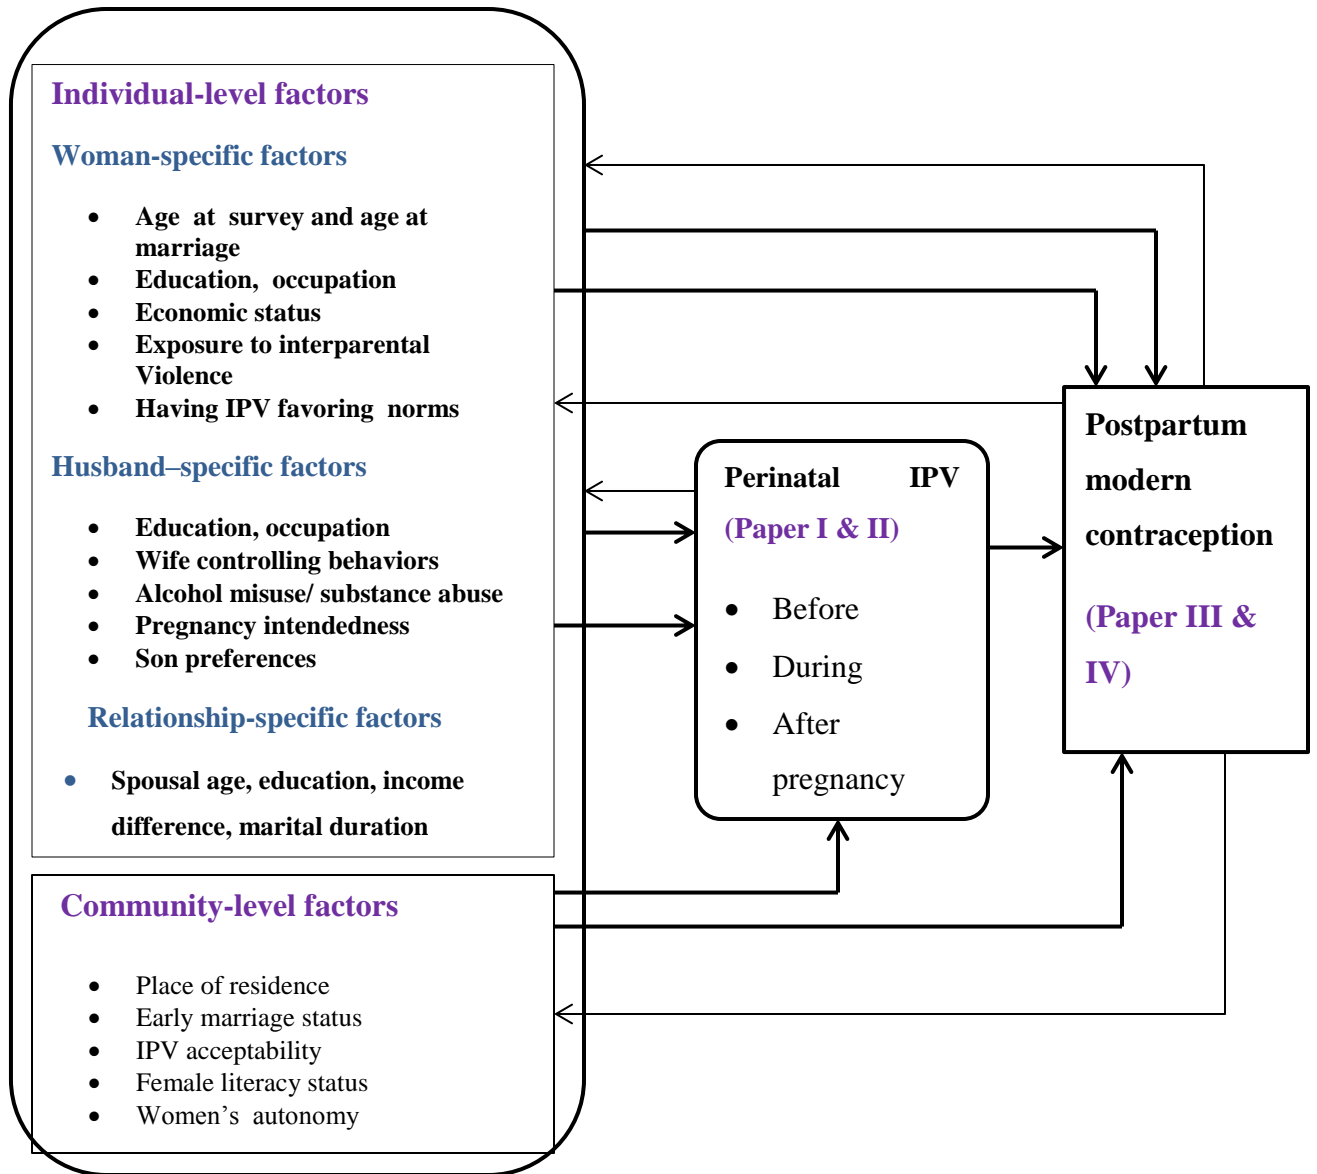 Individual-level factors
Woman-specific factors
• Age at survey and age at
marriage
• Education, occupation
• Economic status
• Exposure to interparental
Violence
• Having IPV favoring norms
Husband–specific factors
• Education, occupation
• Wife controlling behaviors
• Alcohol misuse/ substance abuse
• Pregnancy intendedness
• Son preferences
Relationship-specific factors
• Spousal age, education, income
difference, marital duration
Community-level factors
• Place of residence
• Early marriage status
• IPV acceptability
• Female literacy status
• Women’s autonomy
Perinatal IPV
(Paper I & II)
• Before
• During
• After
pregnancy
Postpartum
modern
contraception
(Paper III &
IV)